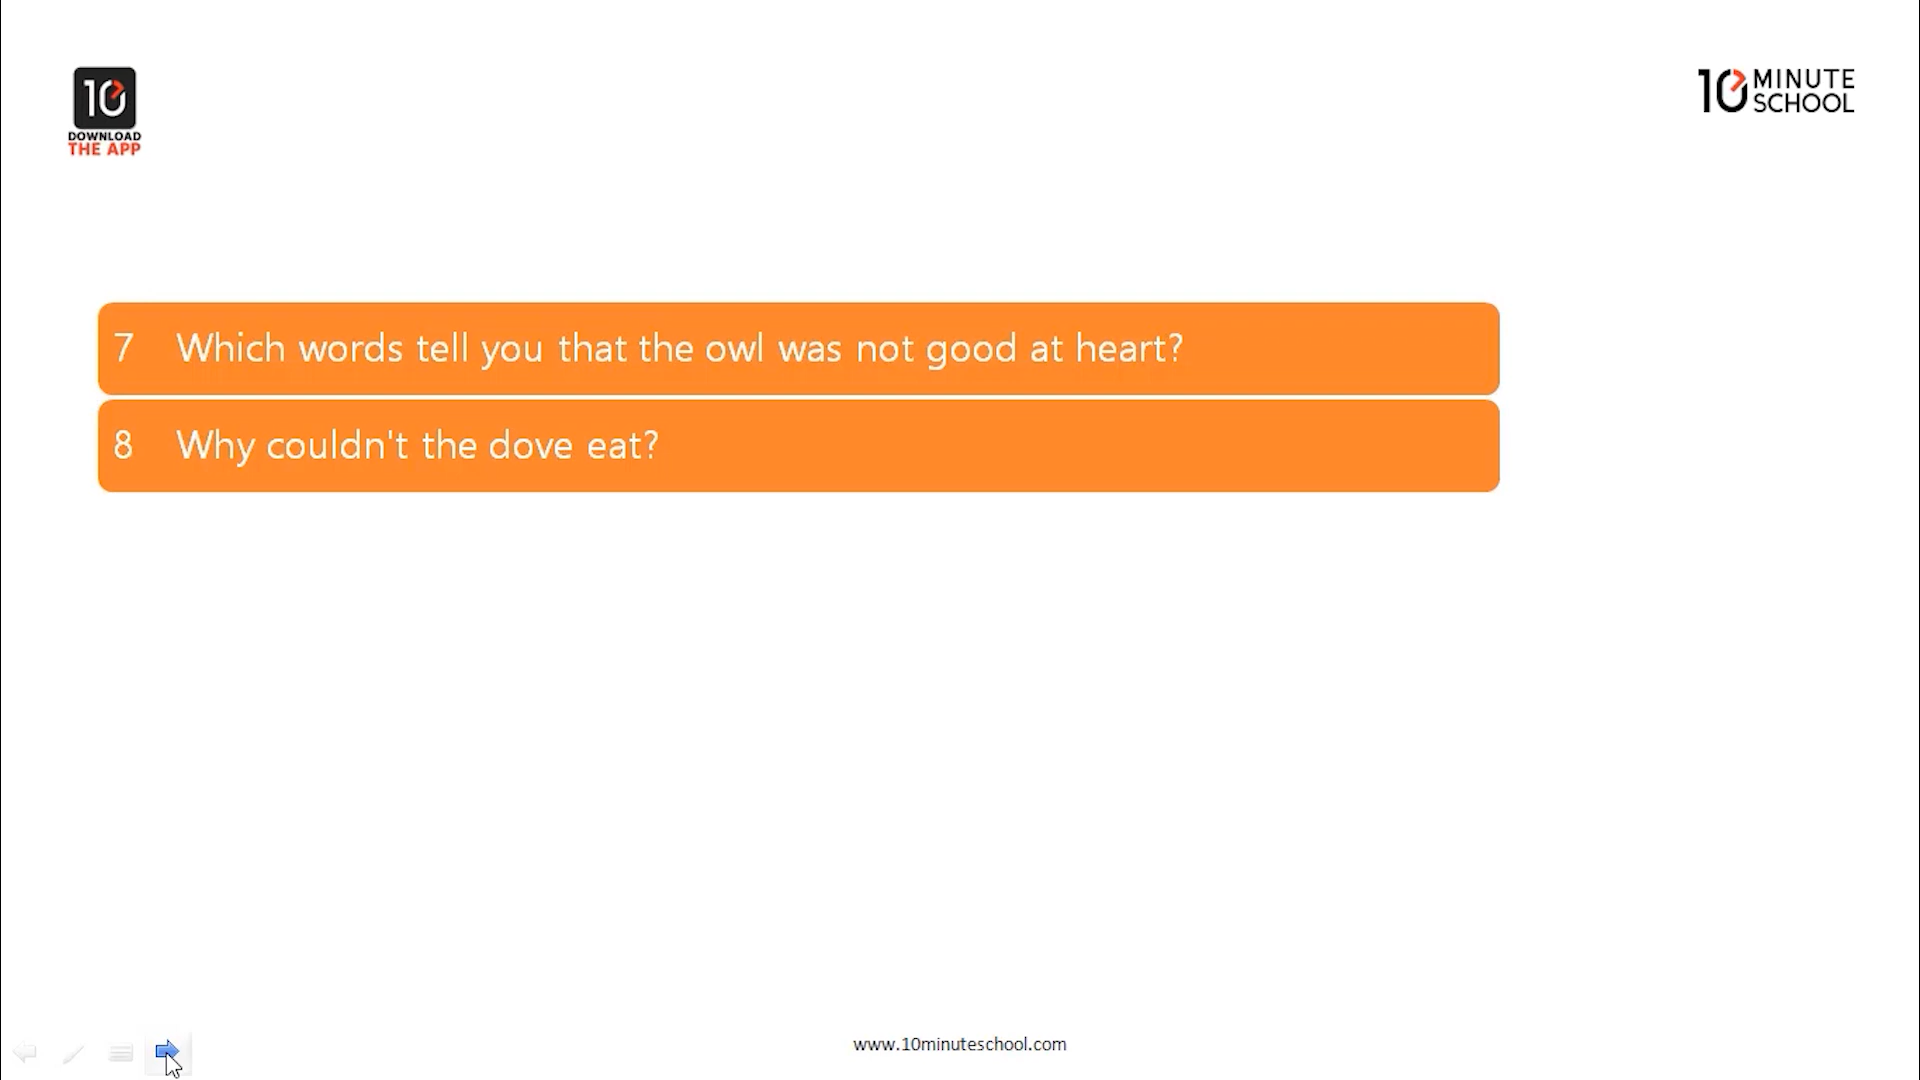 10
DOWNLOAD
THE APP
10 MINUTE
SCHOOL
7 Which words tell you that the owl was not good at heart?
8 Why couldn't the dove eat?
www.10minuteschool.com